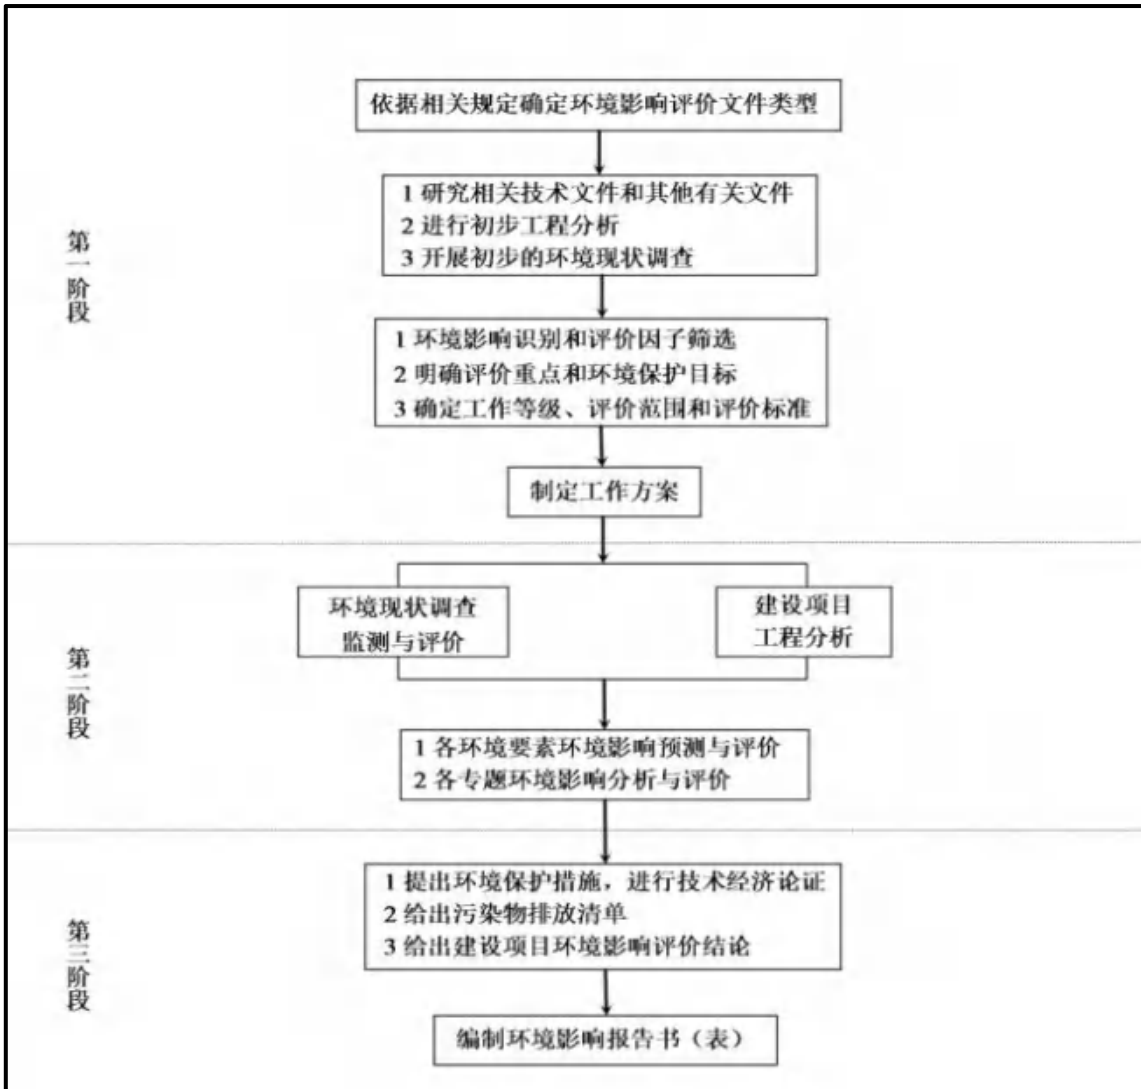 依据相关规定确定环境影响评价文件类型
1 研究相关技术文件和其他有关文件
2 进行初步工程分析
3 开展初步的环境现状调查
第一阶段
1 环境影响识别和评价因子筛选
2 明确评价重点和环境保护目标
3 确定工作等级、评价范围和评价标准
制定工作方案
环境现状调查
监测与评价
建设项目
工程分析
第二阶段
1 各环境要素环境影响预测与评价
2 各专题环境影响分析与评价
1 提出环境保护措施，进行技术经济论证
2 给出污染物排放清单
3 给出建设项目环境影响评价结论
第三阶段
编制环境影响报告书（表）